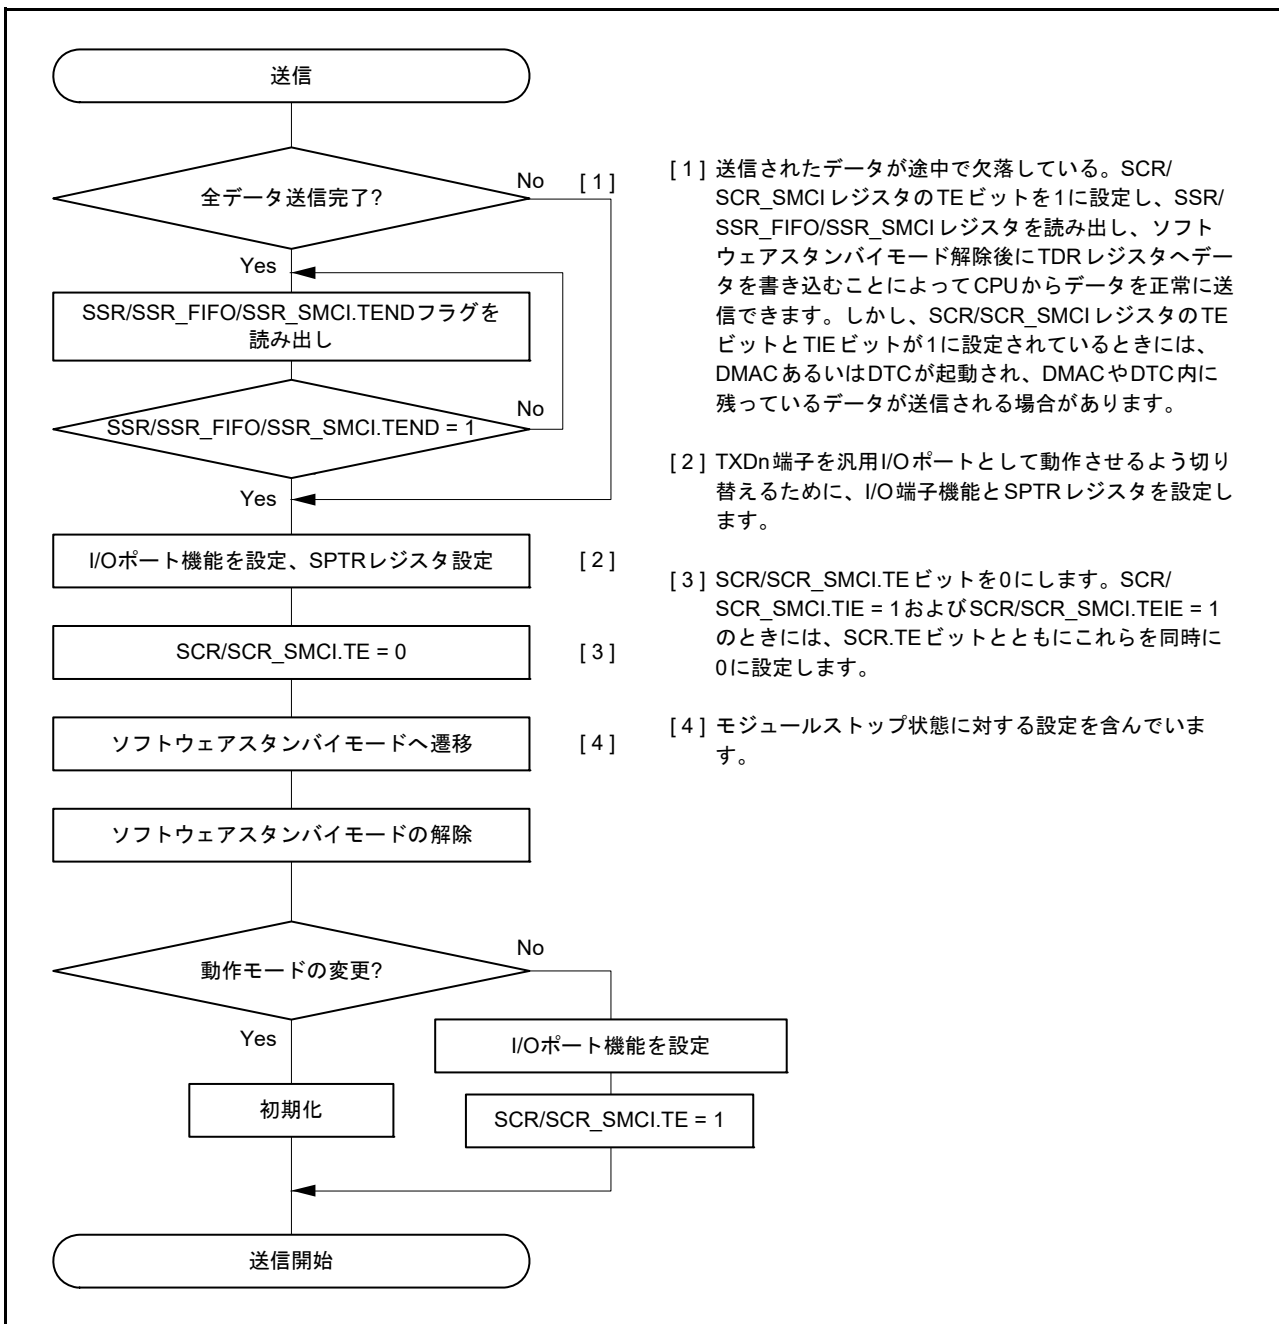 送信
全データ送信完了?
No
[ 1 ]
Yes
SSR/SSR_FIFO/SSR_SMCI.TENDフラグを
読み出し
SSR/SSR_FIFO/SSR_SMCI.TEND = 1
No
Yes
I/Oポート機能を設定、SPTRレジスタ設定
[ 2 ]
SCR/SCR_SMCI.TE = 0
[ 3 ]
ソフトウェアスタンバイモードへ遷移
[ 4 ]
ソフトウェアスタンバイモードの解除
動作モードの変更?
No
Yes
I/Oポート機能を設定
初期化
SCR/SCR_SMCI.TE = 1
送信開始
[ 1 ] 送信されたデータが途中で欠落している。SCR/
SCR_SMCIレジスタのTEビットを1に設定し、SSR/
SSR_FIFO/SSR_SMCIレジスタを読み出し、ソフト
ウェアスタンバイモード解除後にTDRレジスタへデー
タを書き込むことによってCPUからデータを正常に送
信できます。しかし、SCR/SCR_SMCIレジスタのTE
ビットとTIEビットが1に設定されているときには、
DMACあるいはDTCが起動され、DMACやDTC内に
残っているデータが送信される場合があります。
[ 2 ] TXDn端子を汎用I/Oポートとして動作させるよう切り
替えるために、I/O端子機能とSPTRレジスタを設定し
ます。
[ 3 ] SCR/SCR_SMCI.TEビットを0にします。SCR/
SCR_SMCI.TIE = 1およびSCR/SCR_SMCI.TEIE = 1
のときには、SCR.TEビットとともにこれらを同時に
0に設定します。
[ 4 ] モジュールストップ状態に対する設定を含んでいま
す。